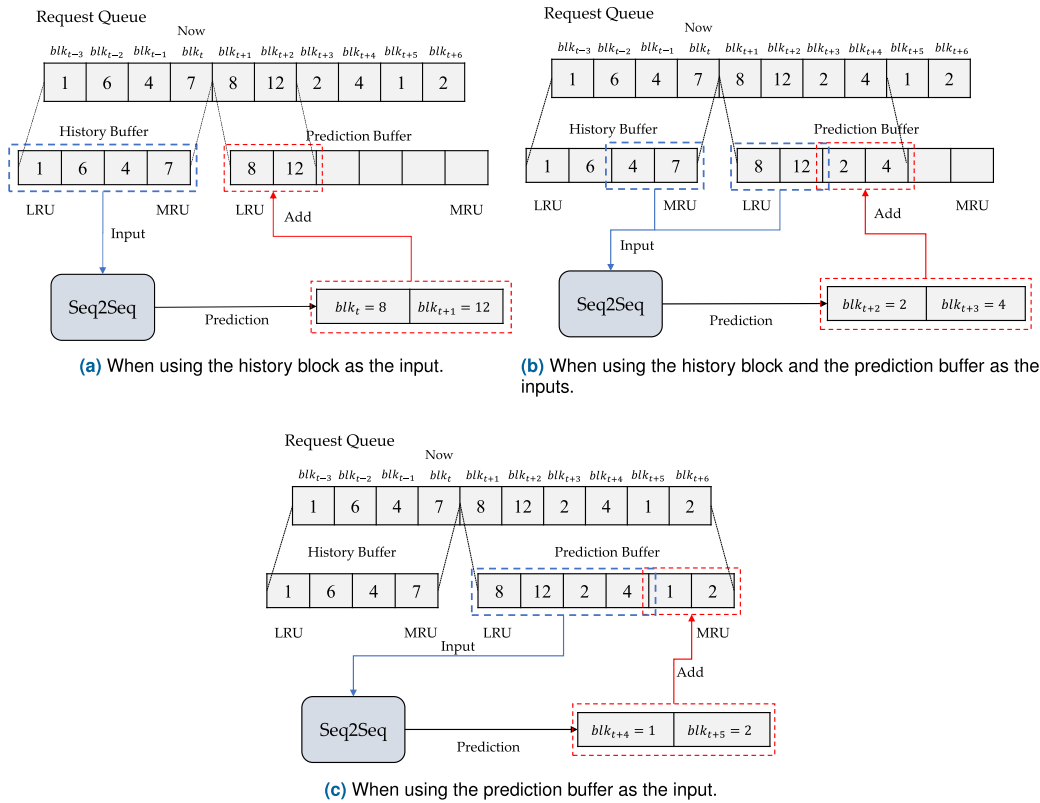 Request Queue
Now
blk_{t−3} blk_{t−2} blk_{t−1} blk_t blk_{t+1} blk_{t+2} blk_{t+3} blk_{t+4} blk_{t+5} blk_{t+6}
1 6 4 7 8 12 2 4 1 2
History Buffer Prediction Buffer
1 6 4 7 8 12
LRU MRU LRU MRU
Add
Input
Seq2Seq
Prediction
blk_t = 8 blk_{t+1} = 12
(a) When using the history block as the input.
Request Queue
Now
blk_{t−3} blk_{t−2} blk_{t−1} blk_t blk_{t+1} blk_{t+2} blk_{t+3} blk_{t+4} blk_{t+5} blk_{t+6}
1 6 4 7 8 12 2 4 1 2
History Buffer Prediction Buffer
1 6 4 7 8 12 2 4
LRU MRU LRU MRU
Add
Input
Seq2Seq
Prediction
blk_{t+2} = 2 blk_{t+3} = 4
(b) When using the history block and the prediction buffer as the
inputs.
Request Queue
Now
blk_{t−3} blk_{t−2} blk_{t−1} blk_t blk_{t+1} blk_{t+2} blk_{t+3} blk_{t+4} blk_{t+5} blk_{t+6}
1 6 4 7 8 12 2 4 1 2
History Buffer Prediction Buffer
1 6 4 7 8 12 2 4 1 2
LRU MRU LRU MRU
Input
Add
Seq2Seq
Prediction
blk_{t+4} = 1 blk_{t+5} = 2
(c) When using the prediction buffer as the input.